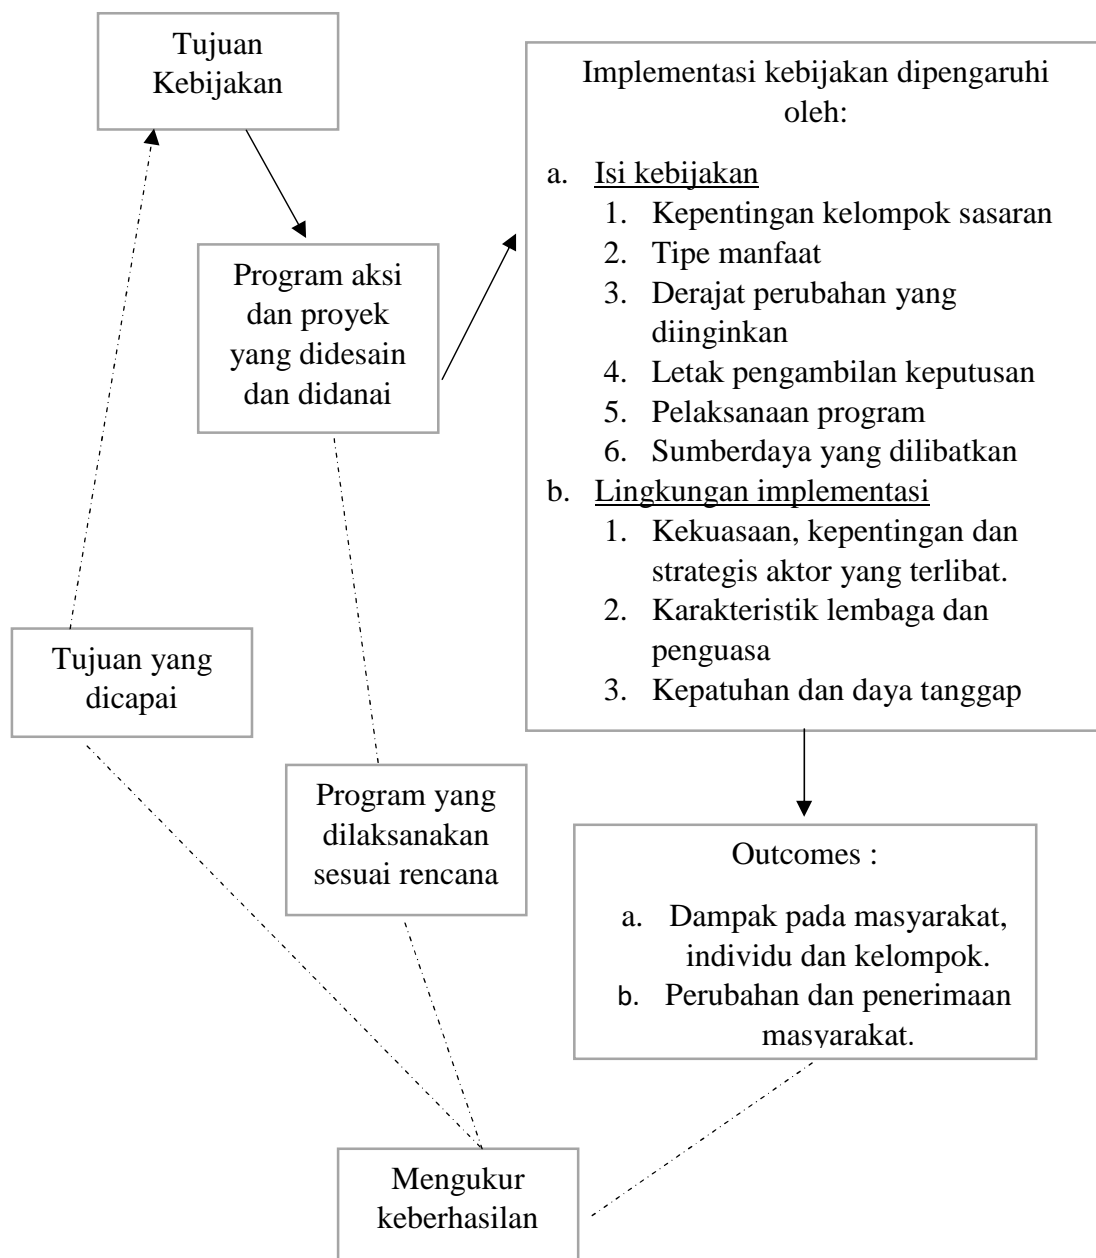 Tujuan
Kebijakan
Implementasi kebijakan dipengaruhi
oleh:
a. Isi kebijakan
1. Kepentingan kelompok sasaran
2. Tipe manfaat
3. Derajat perubahan yang
diinginkan
4. Letak pengambilan keputusan
5. Pelaksanaan program
6. Sumberdaya yang dilibatkan
b. Lingkungan implementasi
1. Kekuasaan, kepentingan dan
strategis aktor yang terlibat.
2. Karakteristik lembaga dan
penguasa
3. Kepatuhan dan daya tanggap
Program aksi
dan proyek
yang didesain
dan didanai
Tujuan yang
dicapai
Program yang
dilaksanakan
sesuai rencana
Outcomes :
a. Dampak pada masyarakat,
individu dan kelompok.
b. Perubahan dan penerimaan
masyarakat.
Mengukur
keberhasilan